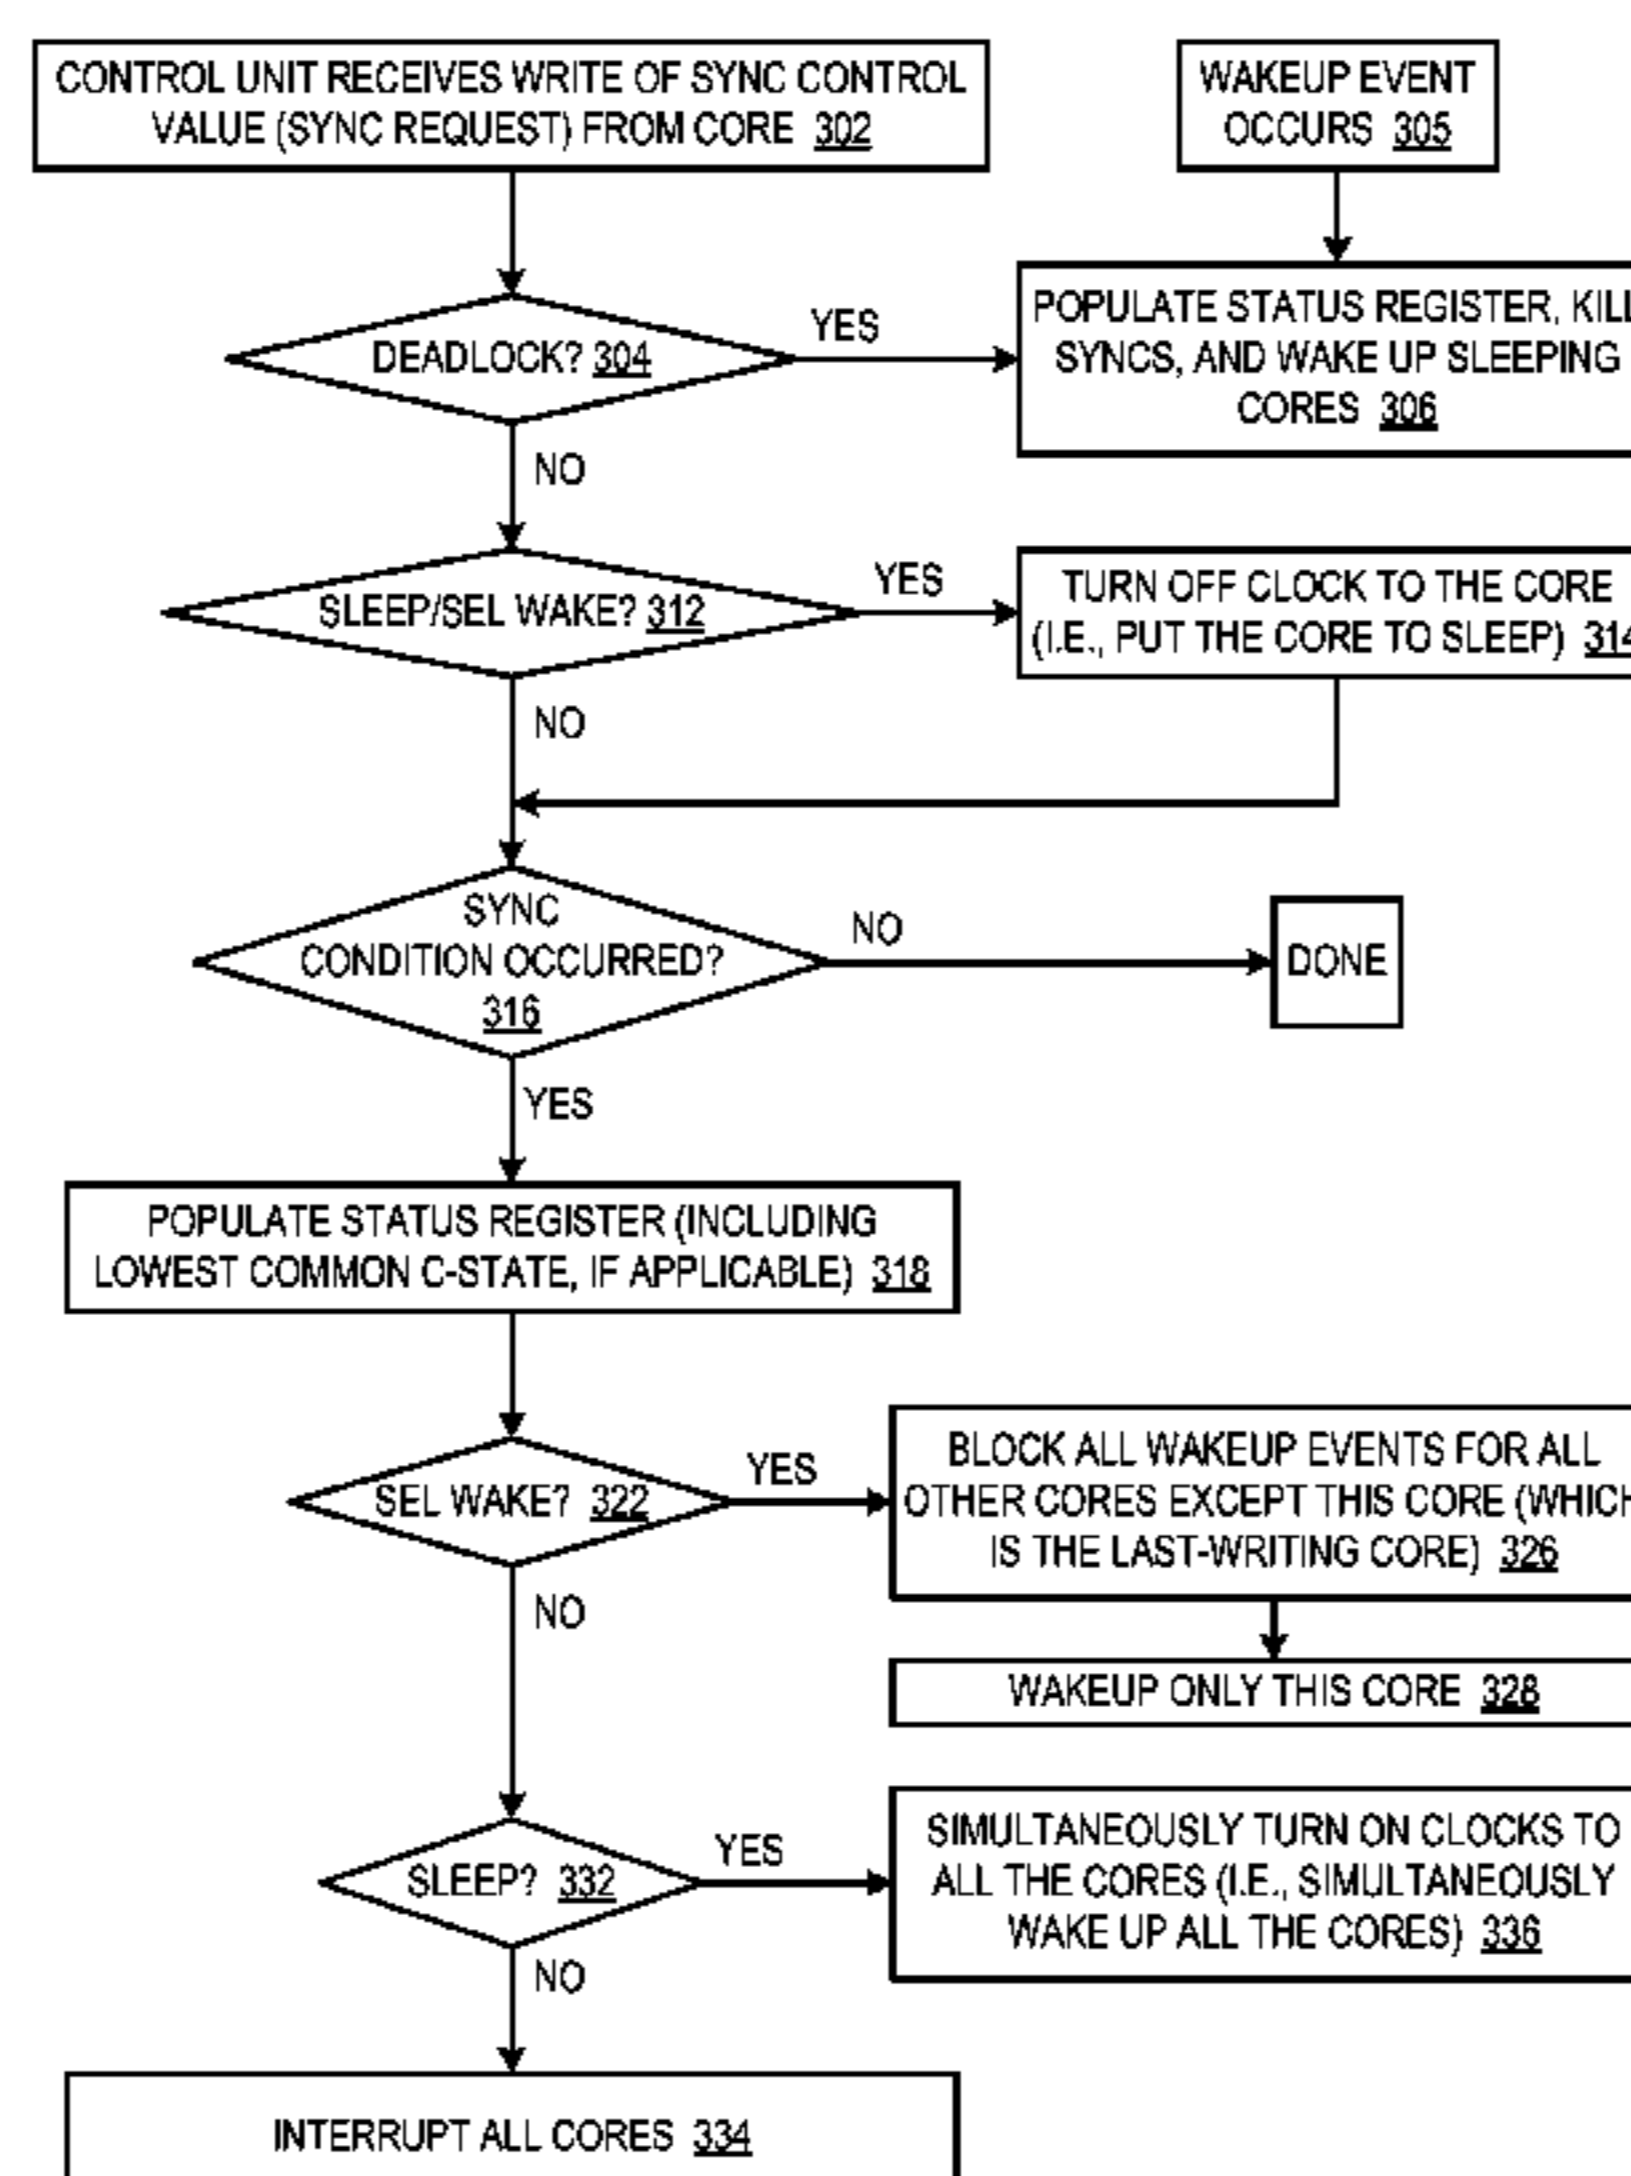 CONTROL UNIT RECEIVES WRITE OF SYNC CONTROL
VALUE (SYNC REQUEST) FROM CORE 302
WAKEUP EVENT
OCCURS 305
DEADLOCK? 304
YES
POPULATE STATUS REGISTER, KILL
SYNCS, AND WAKE UP SLEEPING
CORES 306
NO
SLEEP/SEL WAKE? 312
YES
TURN OFF CLOCK TO THE CORE
(I.E., PUT THE CORE TO SLEEP) 314
NO
SYNC
CONDITION OCCURRED?
316
NO
DONE
YES
POPULATE STATUS REGISTER (INCLUDING
LOWEST COMMON C-STATE, IF APPLICABLE) 318
SEL WAKE? 322
YES
BLOCK ALL WAKEUP EVENTS FOR ALL
OTHER CORES EXCEPT THIS CORE (WHICH
IS THE LAST-WRITING CORE) 326
NO
WAKEUP ONLY THIS CORE 328
SLEEP? 332
YES
SIMULTANEOUSLY TURN ON CLOCKS TO
ALL THE CORES (I.E., SIMULTANEOUSLY
WAKE UP ALL THE CORES) 336
NO
INTERRUPT ALL CORES 334